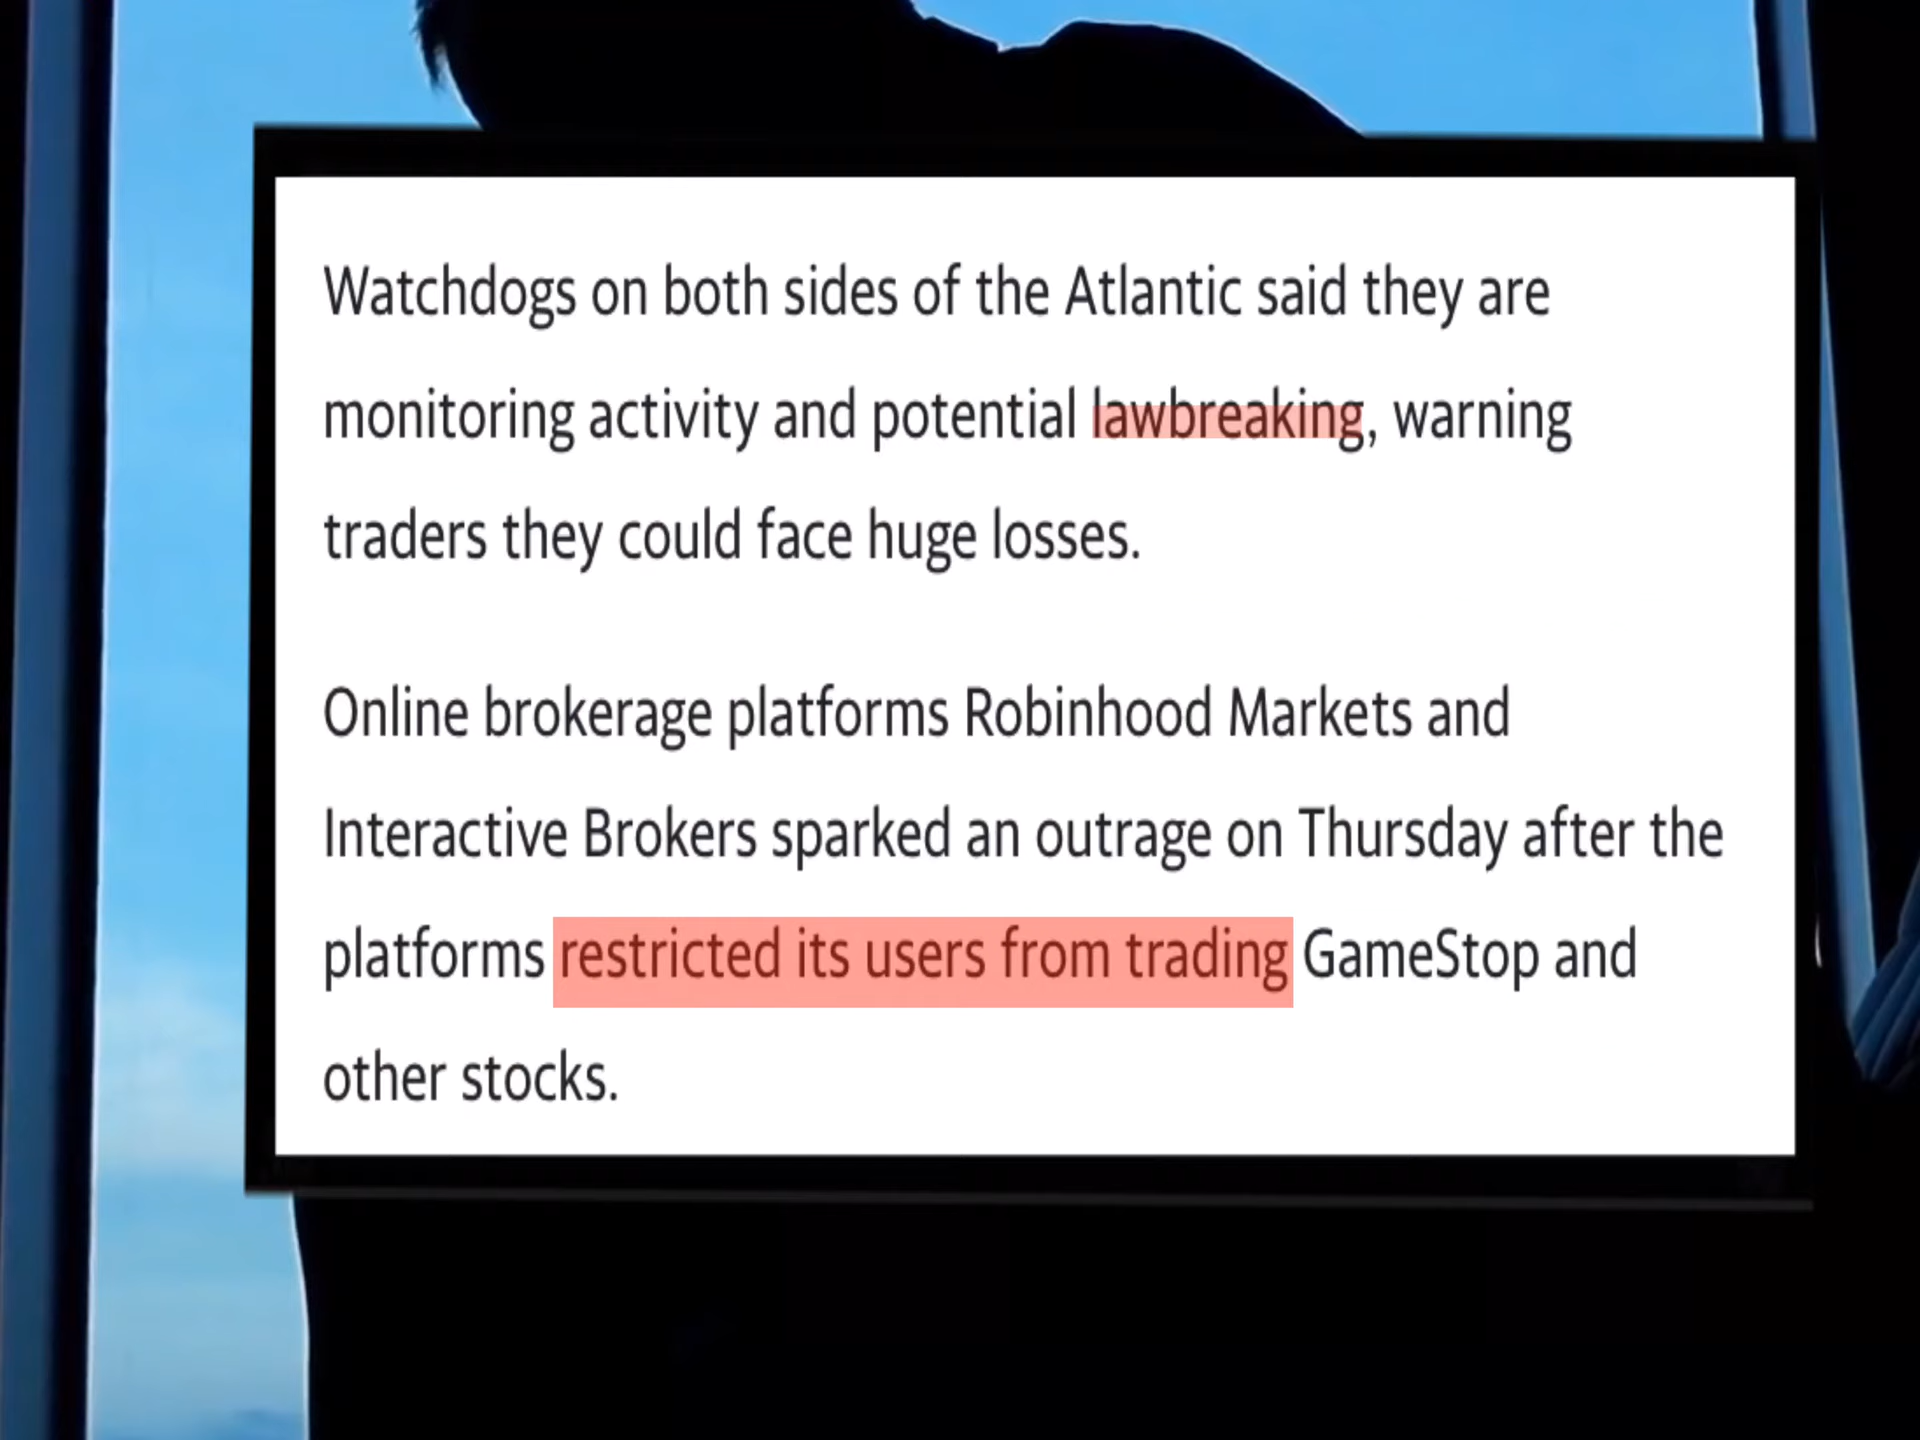 Watchdogs on both sides of the Atlantic said they are
monitoring activity and potential lawbreaking, warning
traders they could face huge losses.
Online brokerage platforms Robinhood Markets and
Interactive Brokers sparked an outrage on Thursday after the
platforms restricted its users from trading GameStop and
other stocks.